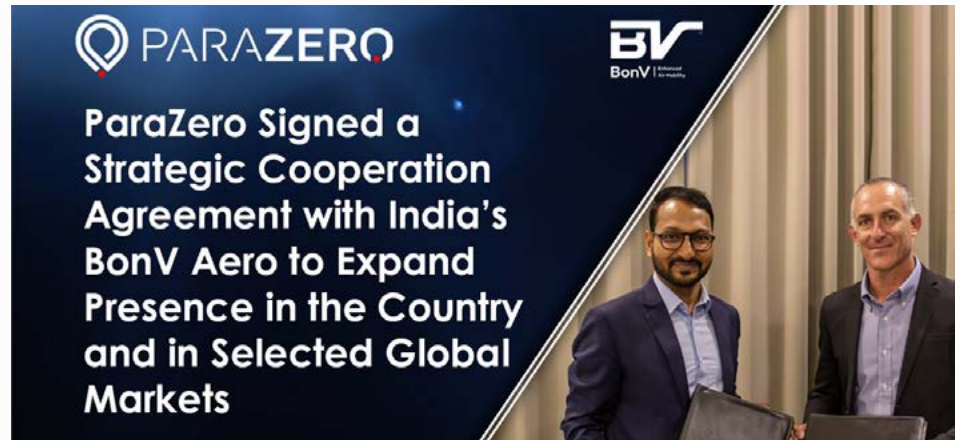 PARAZERO
BV
BonV | Enhanced
Air Mobility
ParaZero Signed a
Strategic Cooperation
Agreement with India’s
BonV Aero to Expand
Presence in the Country
and in Selected Global
Markets